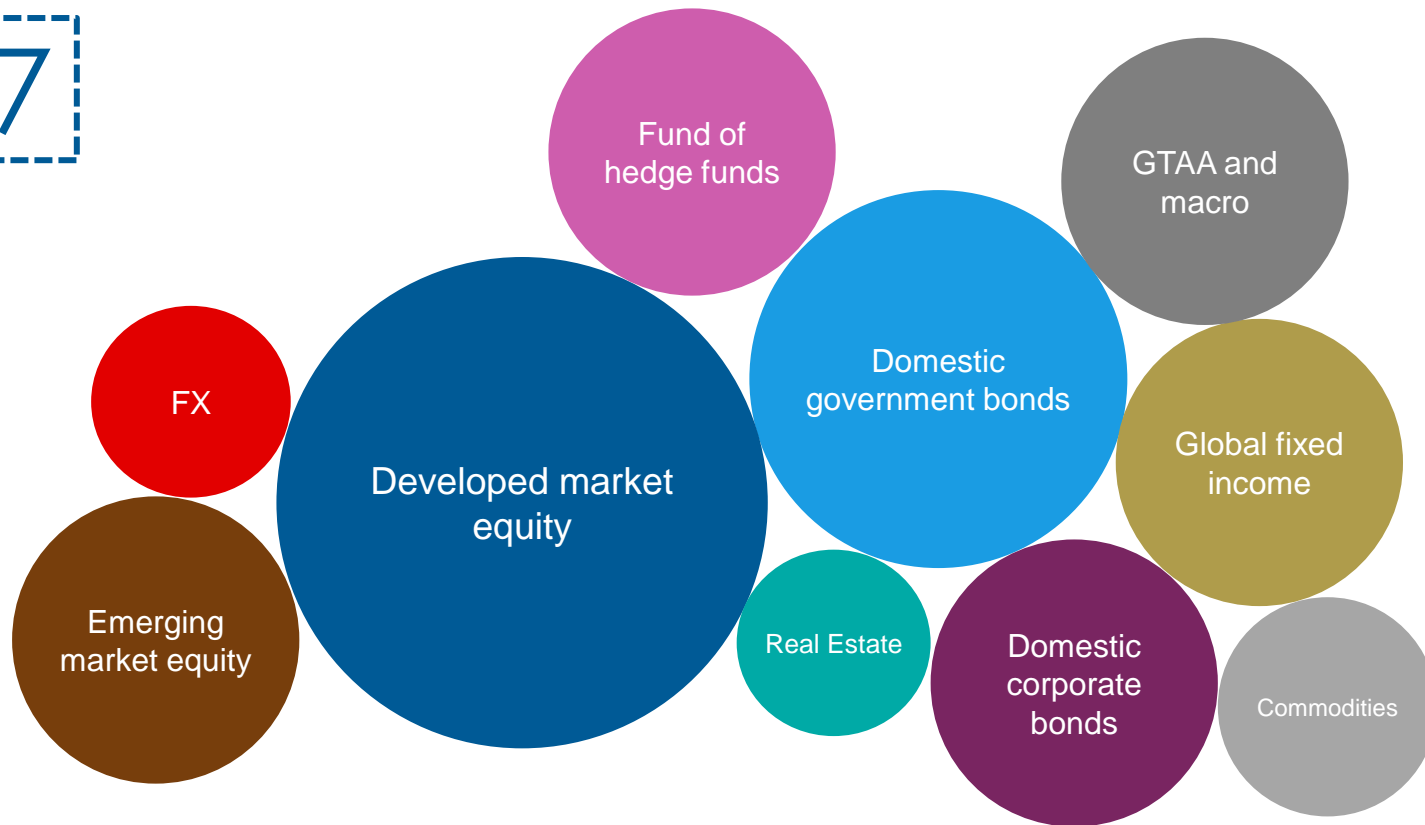 7
Fund of
hedge funds
GTAA and
macro
Domestic
government bonds
FX
Global fixed
income
Developed market
equity
Emerging
market equity
Real Estate
Domestic
corporate
bonds
Commodities